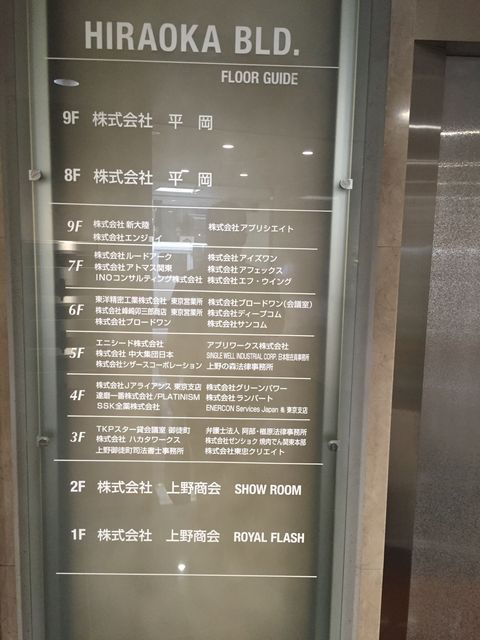 HIRAOKA BLD.
FLOOR GUIDE
9F 株式会社 平 岡
8F 株式会社 平 岡
9F 株式会社 新大陸 株式会社アプリシエイト
株式会社エンジョイ
7F 株式会社ルードアーク 株式会社アイズワン
株式会社アトマス関東 株式会社アフェックス
INOコンサルティング株式会社 株式会社エフ・ウイング
6F 東洋精密工業株式会社 東京営業所 株式会社ブロードワン(会議室)
株式会社峰嶋卯三郎商店 東京営業所 株式会社ディープコム
株式会社ブロードワン 株式会社サンコム
5F エニシード株式会社 アプリワークス株式会社
株式会社 中大集団日本 SINGLE WELL INDUSTRIAL CORP. 日本駐在員事務所
株式会社シザースコーポレーション 上野の森法律事務所
4F 株式会社Jアライアンス 東京支店 株式会社グリーンパワー
達磨一番株式会社/PLATINISM 株式会社ランバート
SSK企業株式会社 ENERCON Services Japan ㈲ 東京支店
3F TKPスター貸会議室 御徒町 弁護士法人 阿部・楢原法律事務所
株式会社 ハカタワークス 株式会社ゼンショク 焼肉でん関東本部
上野御徒町司法書士事務所 株式会社東忠クリエイト
2F 株式会社 上野商会 SHOW ROOM
1F 株式会社 上野商会 ROYAL FLASH